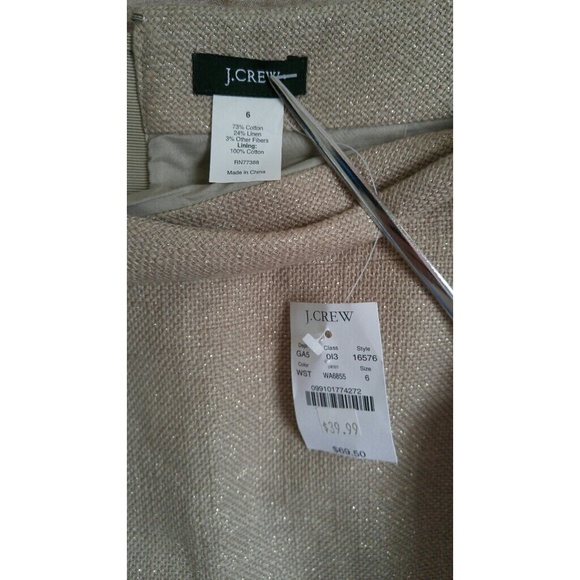 J.CREW
6
73% Cotton
24% Linen
3% Other Fibers
Lining:
100% Cotton
RN77388
Made in China
J.CREW
Class Style
GA5 0I3 16576
Color Size
WST WA6855 6
099101774272
$39.99
$69.50